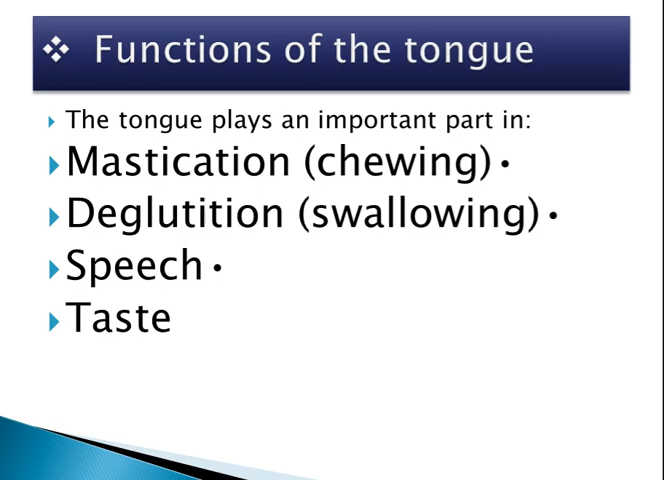 ❖ Functions of the tongue
The tongue plays an important part in:
Mastication (chewing) •
Deglutition (swallowing) •
Speech •
Taste